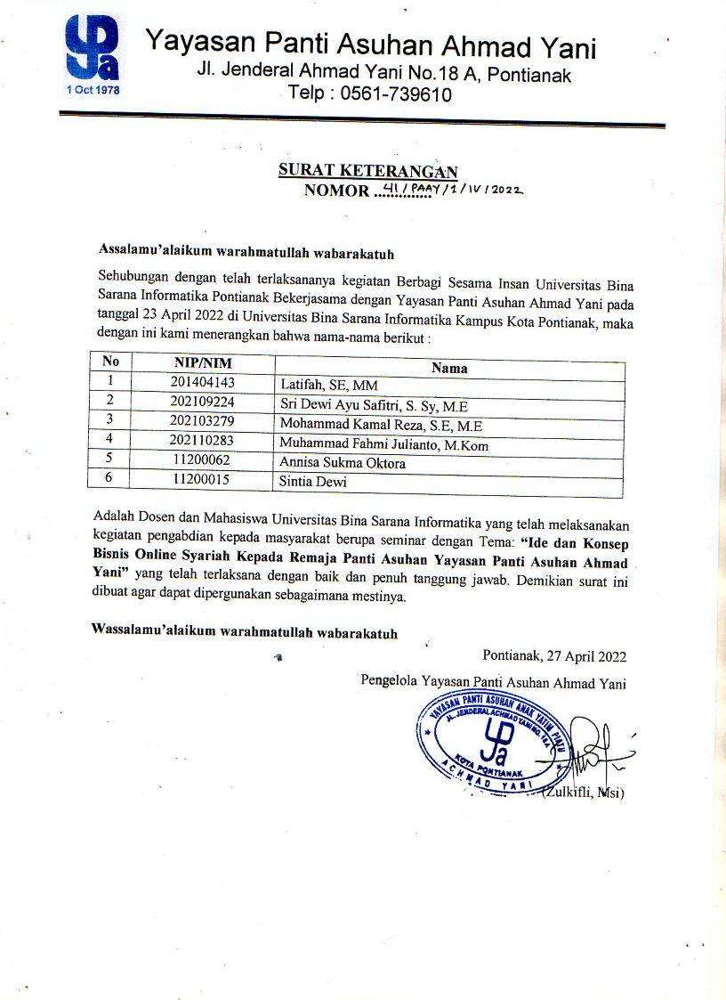 ypa
1 Oct 1978
Yayasan Panti Asuhan Ahmad Yani
Jl. Jenderal Ahmad Yani No.18 A, Pontianak
Telp : 0561-739610
SURAT KETERANGAN
NOMOR 41/PAAY/1/IV/2022
Assalamu'alaikum warahmatullah wabarakatuh
Sehubungan dengan telah terlaksananya kegiatan Berbagi Sesama Insan Universitas Bina
Sarana Informatika Pontianak Bekerjasama dengan Yayasan Panti Asuhan Ahmad Yani pada
tanggal 23 April 2022 di Universitas Bina Sarana Informatika Kampus Kota Pontianak, maka
dengan ini kami menerangkan bahwa nama-nama berikut :
No NIP/NIM Nama
1 201404143 Latifah, SE, MM
2 202109224 Sri Dewi Ayu Safitri, S. Sy, M.E
3 202103279 Mohammad Kamal Reza, S.E, M.E
4 202110283 Muhammad Fahmi Julianto, M.Kom
5 11200062 Annisa Sukma Oktora
6 11200015 Sintia Dewi
Adalah Dosen dan Mahasiswa Universitas Bina Sarana Informatika yang telah melaksanakan
kegiatan pengabdian kepada masyarakat berupa seminar dengan Tema: "Ide dan Konsep
Bisnis Online Syariah Kepada Remaja Panti Asuhan Yayasan Panti Asuhan Ahmad
Yani" yang telah terlaksana dengan baik dan penuh tanggung jawab. Demikian surat ini
dibuat agar dapat dipergunakan sebagaimana mestinya.
Wassalamu'alaikum warahmatullah wabarakatuh
Pontianak, 27 April 2022
Pengelola Yayasan Panti Asuhan Ahmad Yani
YAYASAN PANTI ASUHAN ANAK YATIM PIATU
JL. JENDERAL ACHMAD YANI NO. 18 A
ypa
KOTA PONTIANAK
ACHMAD YANI
(Zulkifli, Msi)